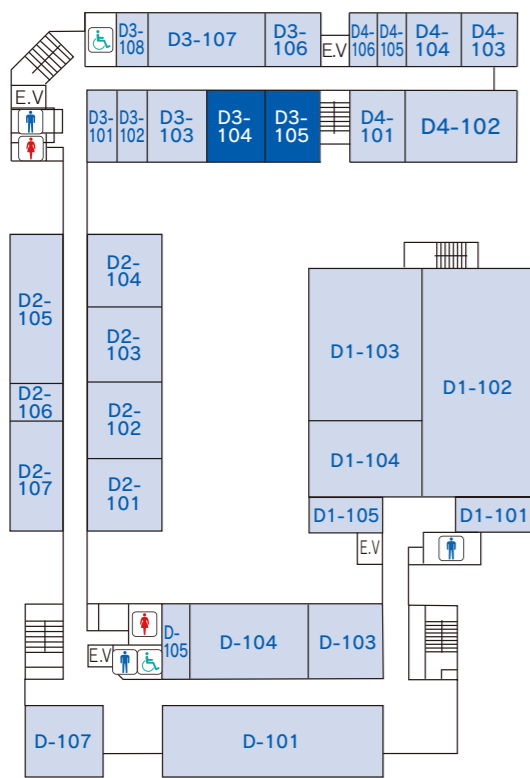 D3-
108
D3-107
D3-
106
E.V
D4-
106
D4-
105
D4-
104
D4-
103
E.V
D3-
101
D3-
102
D3-
103
D3-
104
D3-
105
D4-
101
D4-102
D2-
104
D2-
105
D2-
103
D1-103
D1-102
D2-
106
D2-
102
D1-104
D2-
107
D2-
101
D1-105
D1-101
E.V
D-
105
D-104
D-103
E.V
D-107
D-101